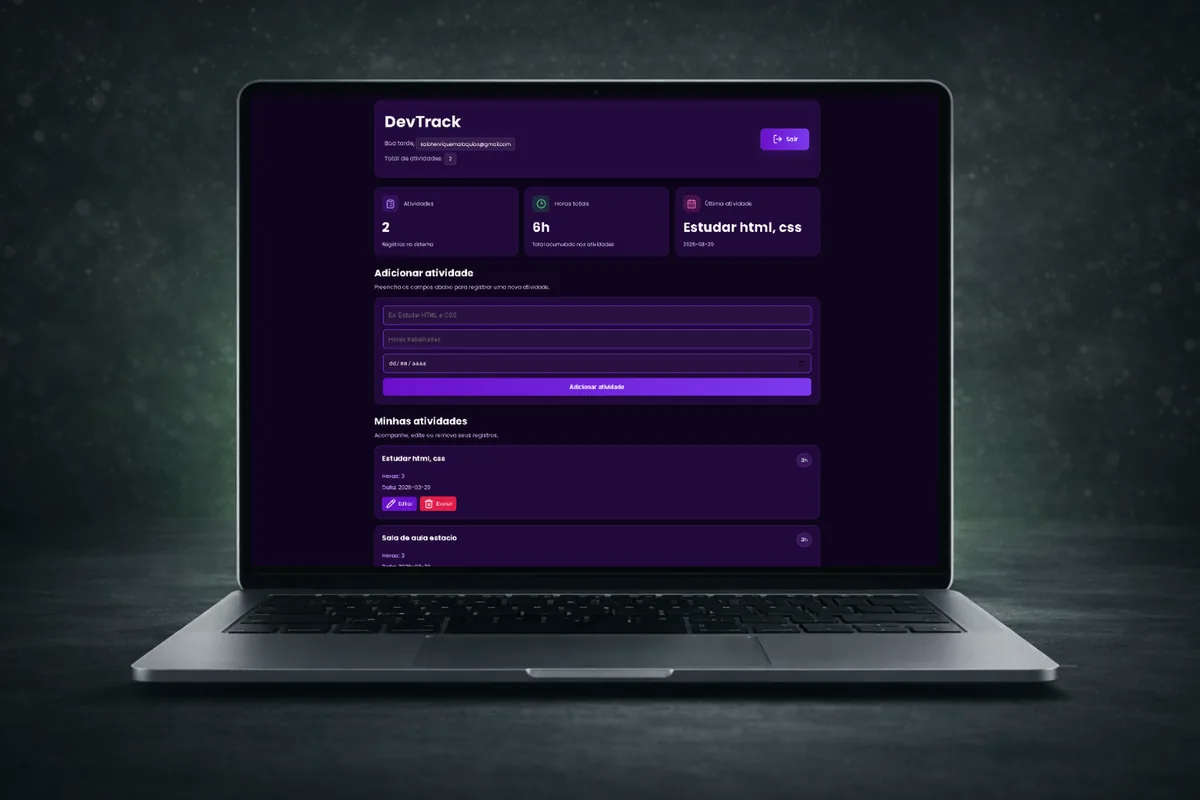 DevTrack
Boa tarde, kaiohenriquemalaquias@gmail.com
Total de atividades: 2
Sair
Atividades
2
Registros no sistema
Horas totais
6h
Total acumulado nas atividades
Última atividade
Estudar html, css
2026-03-20
Adicionar atividade
Preencha os campos abaixo para registrar uma nova atividade.
Ex: Estudar HTML e CSS
Horas trabalhadas
dd/mm/aaaa
Adicionar atividade
Minhas atividades
Acompanhe, edite ou remova seus registros.
Estudar html, css
3h
Horas: 3
Data: 2026-03-20
Editar
Excluir
Sala de aula estacio
3h
Horas: 3